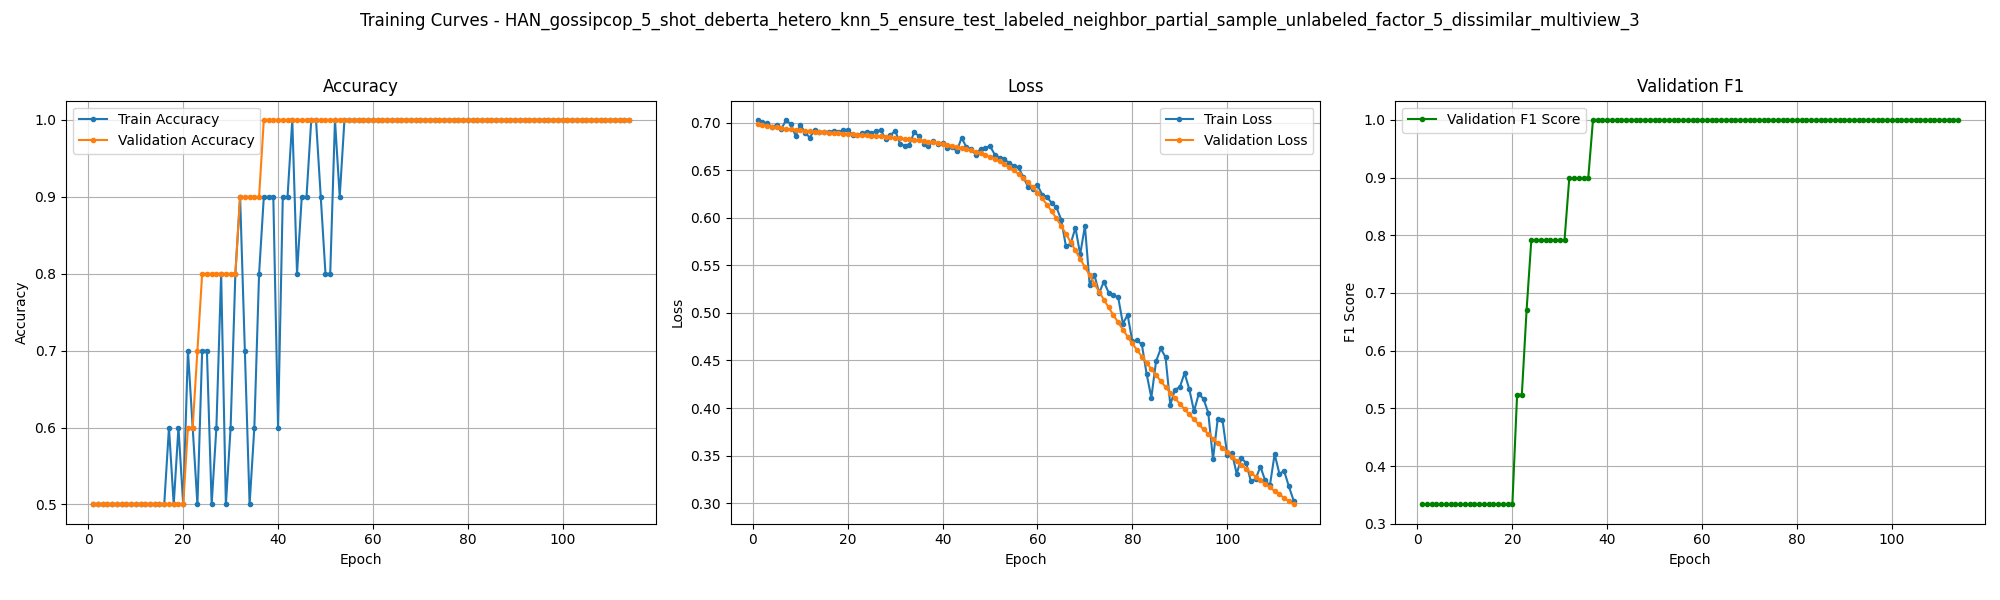 Training Curves - HAN_gossipcop_5_shot_deberta_hetero_knn_5_ensure_test_labeled_neighbor_partial_sample_unlabeled_factor_5_dissimilar_multiview_3
Accuracy
Train Accuracy
Validation Accuracy
1.0
0.9
0.8
0.7
0.6
0.5
Accuracy
0 20 40 60 80 100
Epoch
Loss
Train Loss
Validation Loss
0.70
0.65
0.60
0.55
0.50
0.45
0.40
0.35
0.30
Loss
0 20 40 60 80 100
Epoch
Validation F1
Validation F1 Score
1.0
0.9
0.8
0.7
0.6
0.5
0.4
0.3
F1 Score
0 20 40 60 80 100
Epoch